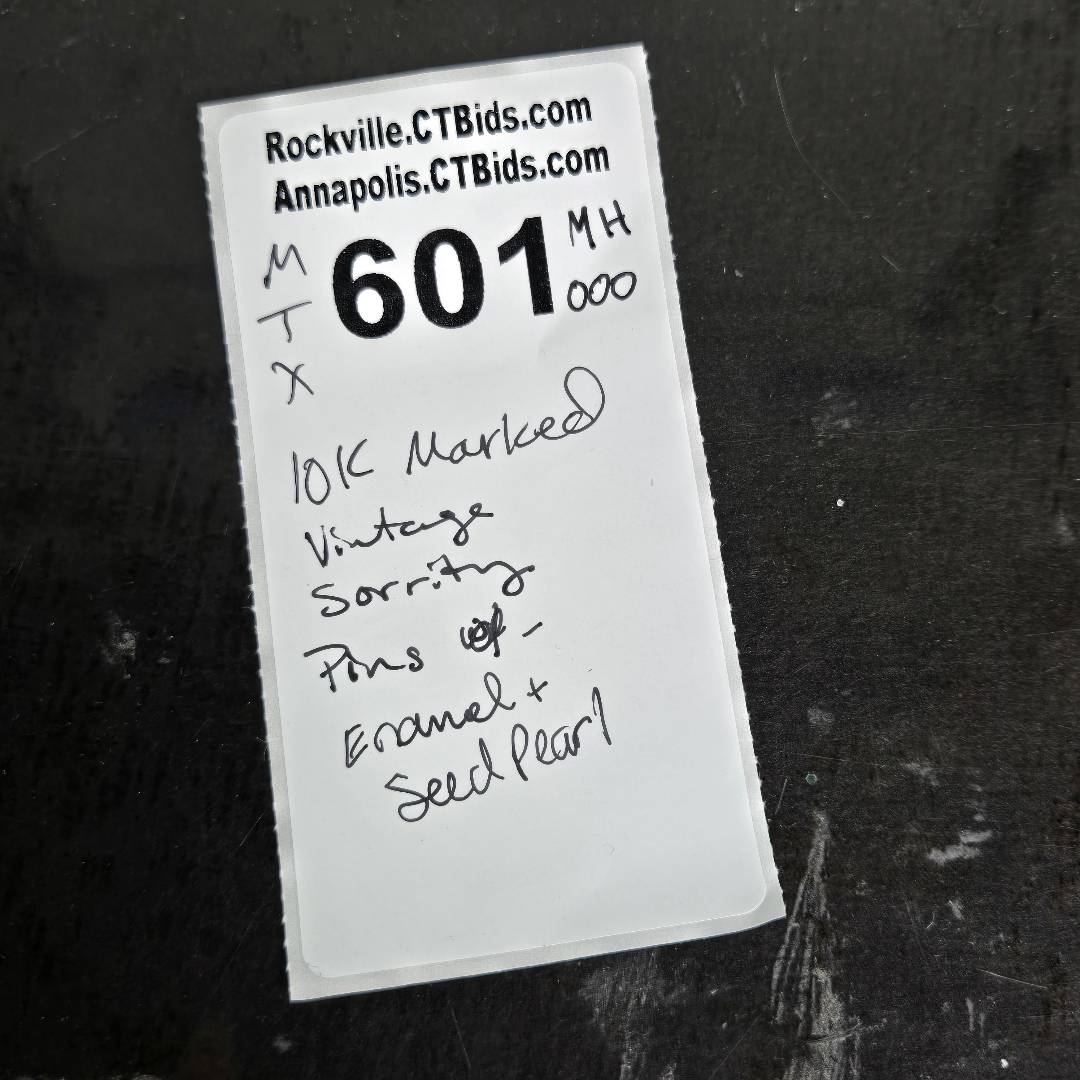 Rockville.CTBids.com
Annapolis.CTBids.com
M 601 MH
T 000
X
10K Marked
Vintage
Sorrity
Pins -
Enamel +
Seed Pearl